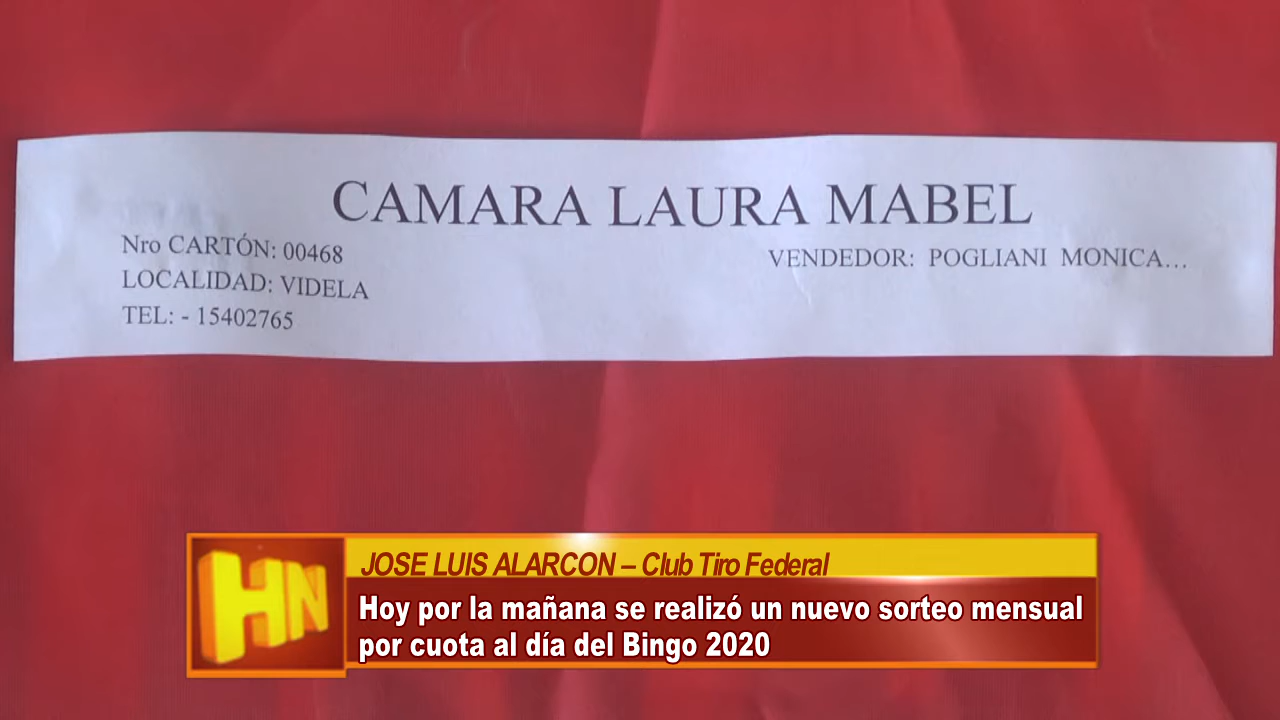 CAMARA LAURA MABEL
Nro CARTÓN: 00468
VENDEDOR: POGLIANI MONICA...
LOCALIDAD: VIDELA
TEL: - 15402765
HN
JOSE LUIS ALARCON – Club Tiro Federal
Hoy por la mañana se realizó un nuevo sorteo mensual
por cuota al día del Bingo 2020